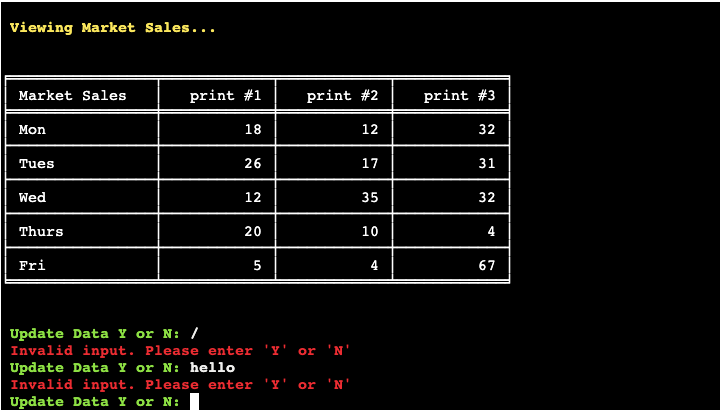 Viewing Market Sales...
Market Sales print #1 print #2 print #3
Mon 18 12 32
Tues 26 17 31
Wed 12 35 32
Thurs 20 10 4
Fri 5 4 67
Update Data Y or N: /
Invalid input. Please enter 'Y' or 'N'
Update Data Y or N: hello
Invalid input. Please enter 'Y' or 'N'
Update Data Y or N: